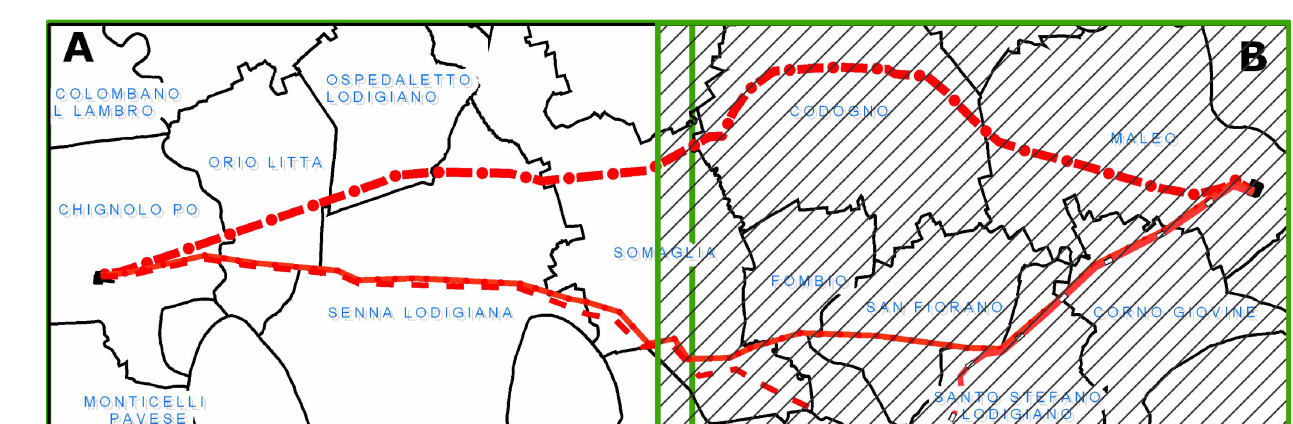 A
B
OSPEDALETTO
LODIGIANO
COLOMBANO
L LAMBRO
CODOGNO
MALEO
ORIO LITTA
CHIGNOLO PO
SOMAGLIA
FOMBIO
SAN FIORANO
SENNA LODIGIANA
CORNO GIOVINE
MONTICELLI
PAVESE
SANTO STEFANO
LODIGIANO